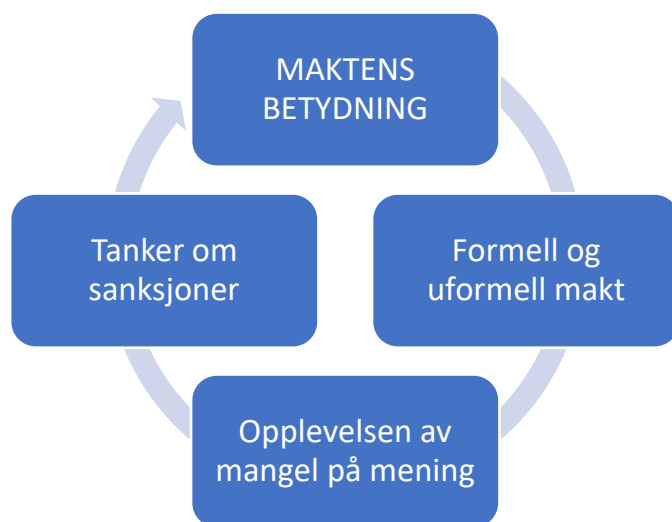 MAKTENS
BETYDNING
Formell og
uformell makt
Opplevelsen av
mangel på mening
Tanker om
sanksjoner